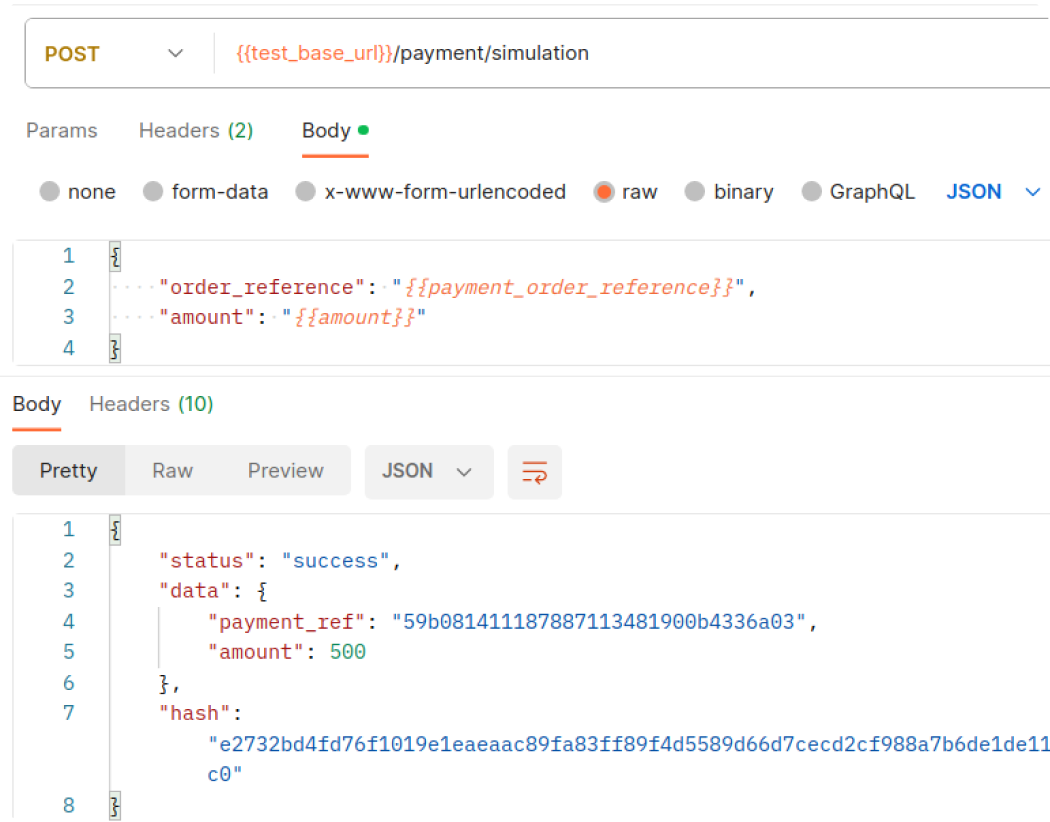 POST {{test_base_url}}/payment/simulation
Params Headers (2) Body
none form-data x-www-form-urlencoded raw binary GraphQL JSON
1 {
2 "order_reference": "{{payment_order_reference}}",
3 "amount": "{{amount}}"
4 }
Body Headers (10)
Pretty Raw Preview JSON
1 {
2 "status": "success",
3 "data": {
4 "payment_ref": "59b081411187887113481900b4336a03",
5 "amount": 500
6 },
7 "hash":
"e2732bd4fd76f1019e1eaeaac89fa83ff89f4d5589d66d7cecd2cf988a7b6de1de11
c0"
8 }